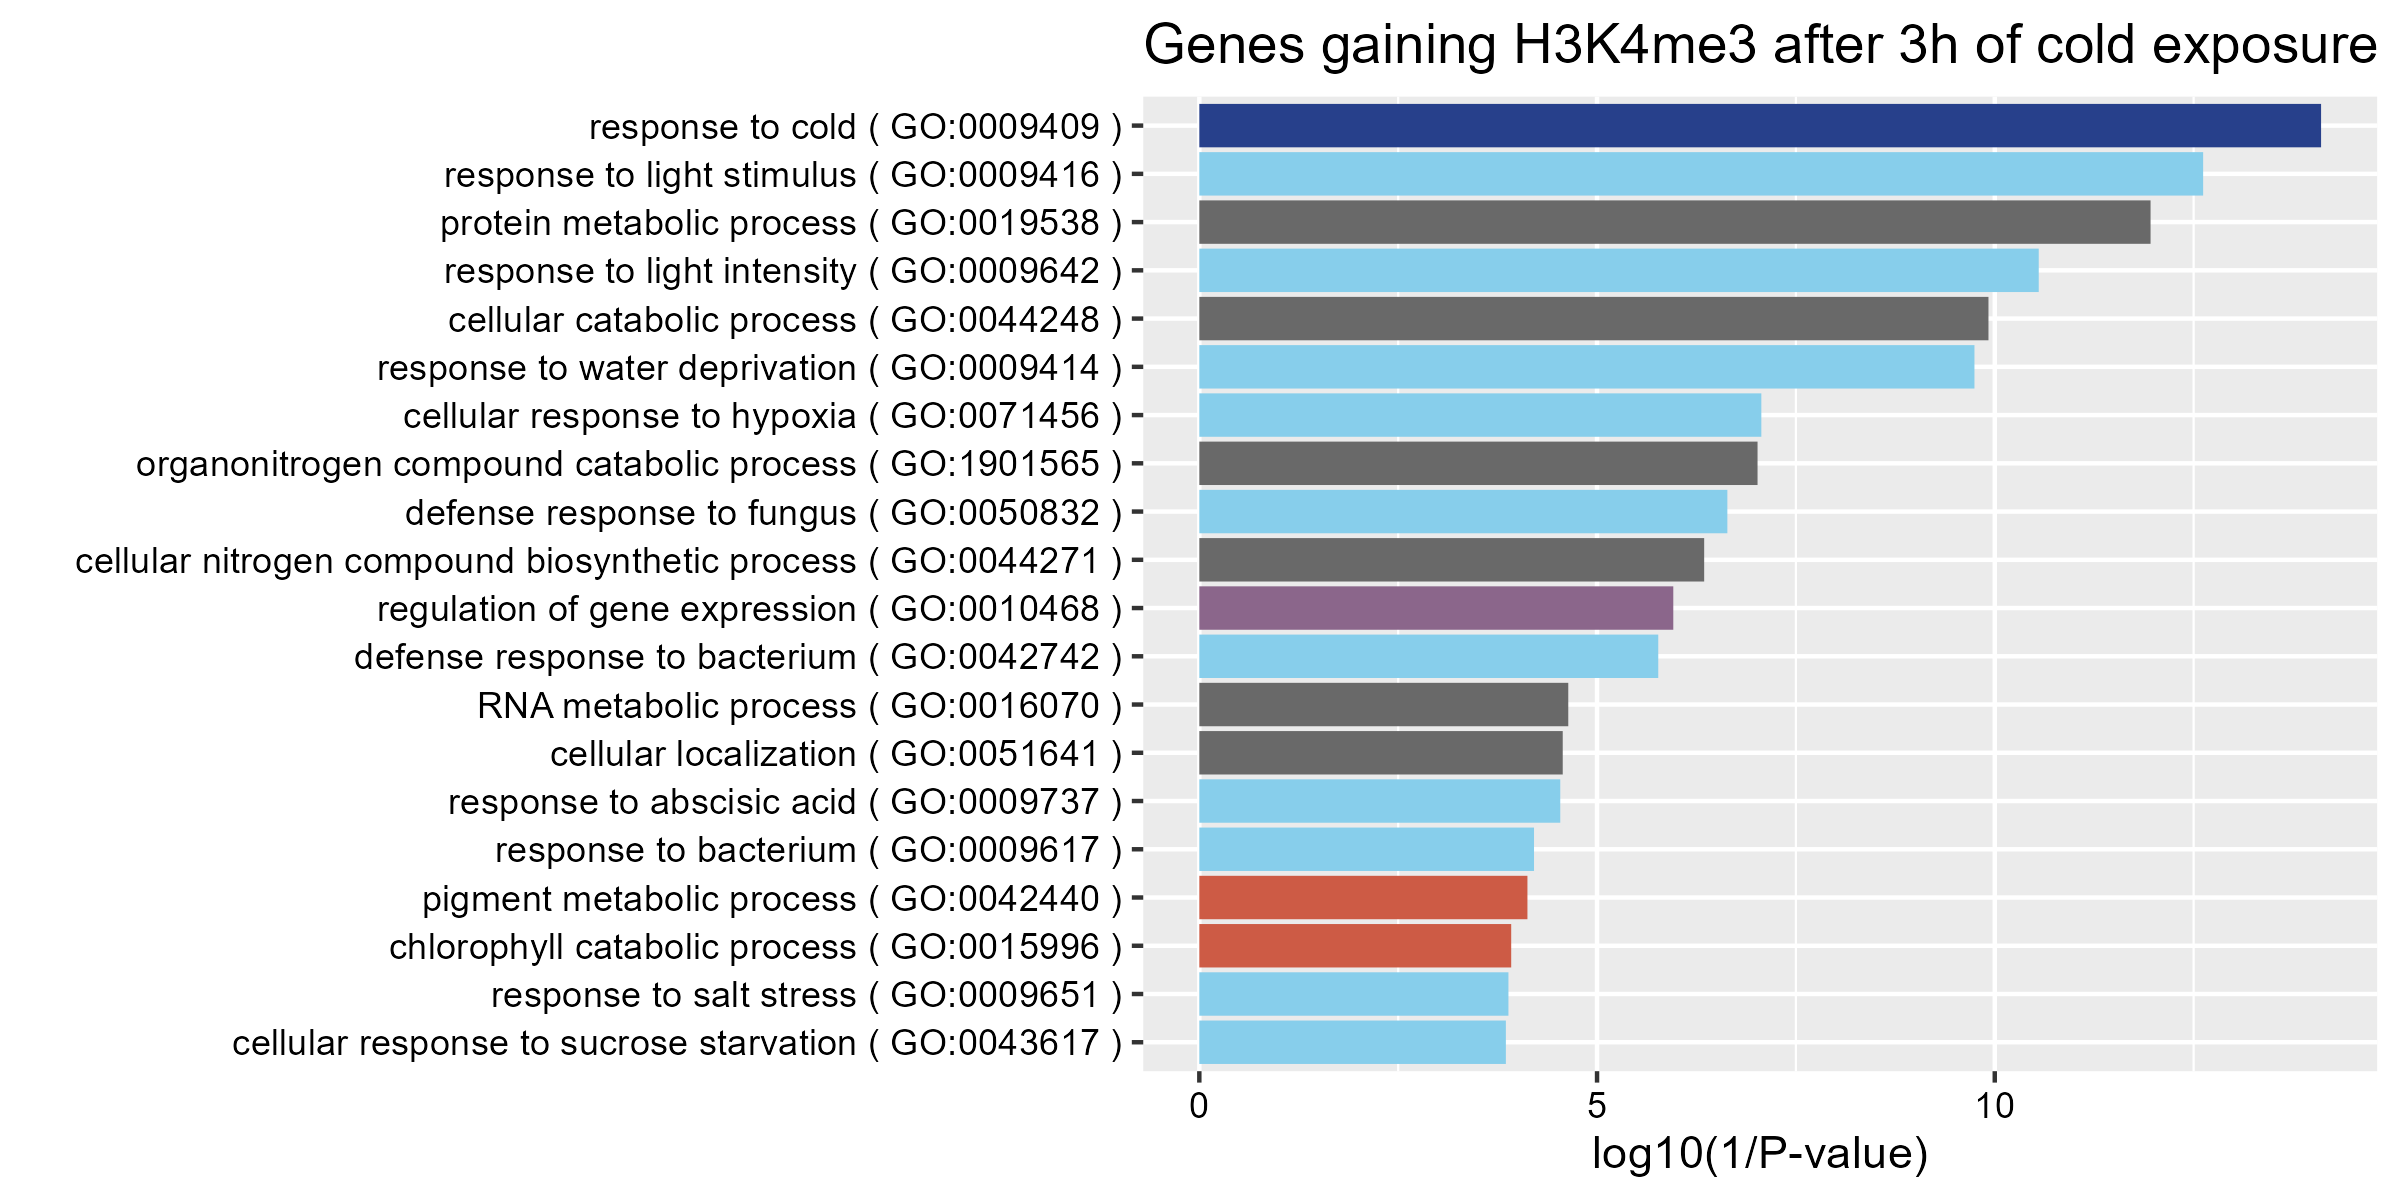 Genes gaining H3K4me3 after 3h of cold exposure
response to cold ( GO:0009409 )
response to light stimulus ( GO:0009416 )
protein metabolic process ( GO:0019538 )
response to light intensity ( GO:0009642 )
cellular catabolic process ( GO:0044248 )
response to water deprivation ( GO:0009414 )
cellular response to hypoxia ( GO:0071456 )
organonitrogen compound catabolic process ( GO:1901565 )
defense response to fungus ( GO:0050832 )
cellular nitrogen compound biosynthetic process ( GO:0044271 )
regulation of gene expression ( GO:0010468 )
defense response to bacterium ( GO:0042742 )
RNA metabolic process ( GO:0016070 )
cellular localization ( GO:0051641 )
response to abscisic acid ( GO:0009737 )
response to bacterium ( GO:0009617 )
pigment metabolic process ( GO:0042440 )
chlorophyll catabolic process ( GO:0015996 )
response to salt stress ( GO:0009651 )
cellular response to sucrose starvation ( GO:0043617 )
0 5 10
log10(1/P-value)